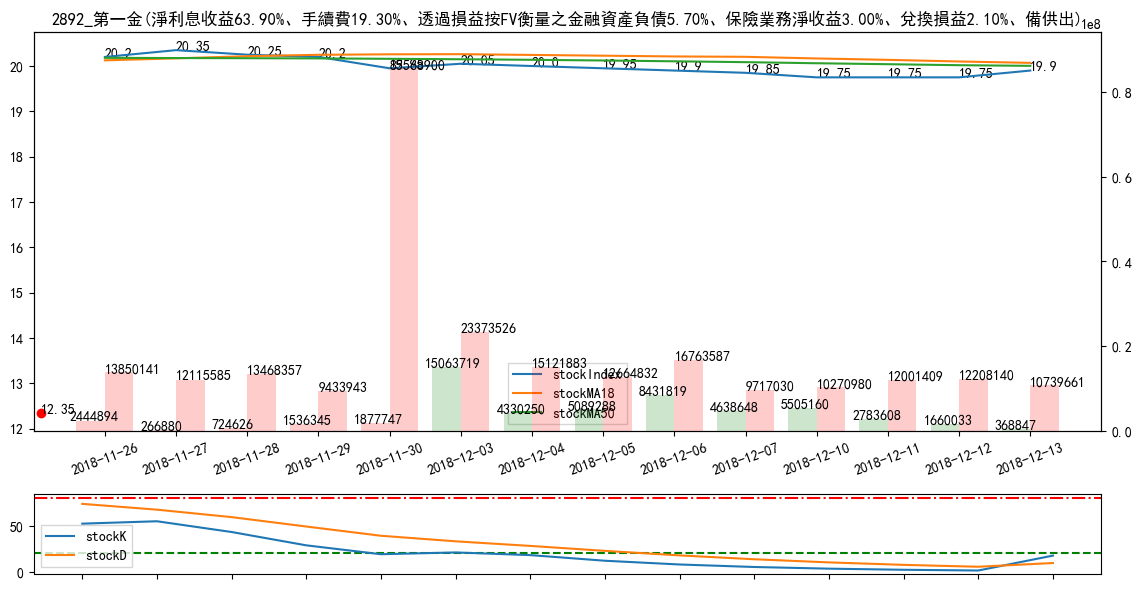 2892_第一金(淨利息收益63.90%、手續費19.30%、透過損益按FV衡量之金融資產負債5.70%、保險業務淨收益3.00%、兌換損益2.10%、備供出)
1e8
20.2 20.35 20.25 20.2 20.05 20.0 19.95 19.9 19.85 19.75 19.75 19.75 19.9
20
19
18
17
16
15
14
13
12
0.8
0.6
0.4
0.2
0.0
13850141 12115585 13468357 9433943 23373526 15121883 12664832 16763587 9717030 10270980 12001409 12208140 10739661
12.35
2444894 266880 724626 1536345 1877747 15063719 4330250 5089288 8431819 4638648 5505160 2783608 1660033 368847
stockIndex
stockMA18
stockMA50
2018-11-26 2018-11-27 2018-11-28 2018-11-29 2018-11-30 2018-12-03 2018-12-04 2018-12-05 2018-12-06 2018-12-07 2018-12-10 2018-12-11 2018-12-12 2018-12-13
50
0
stockK
stockD